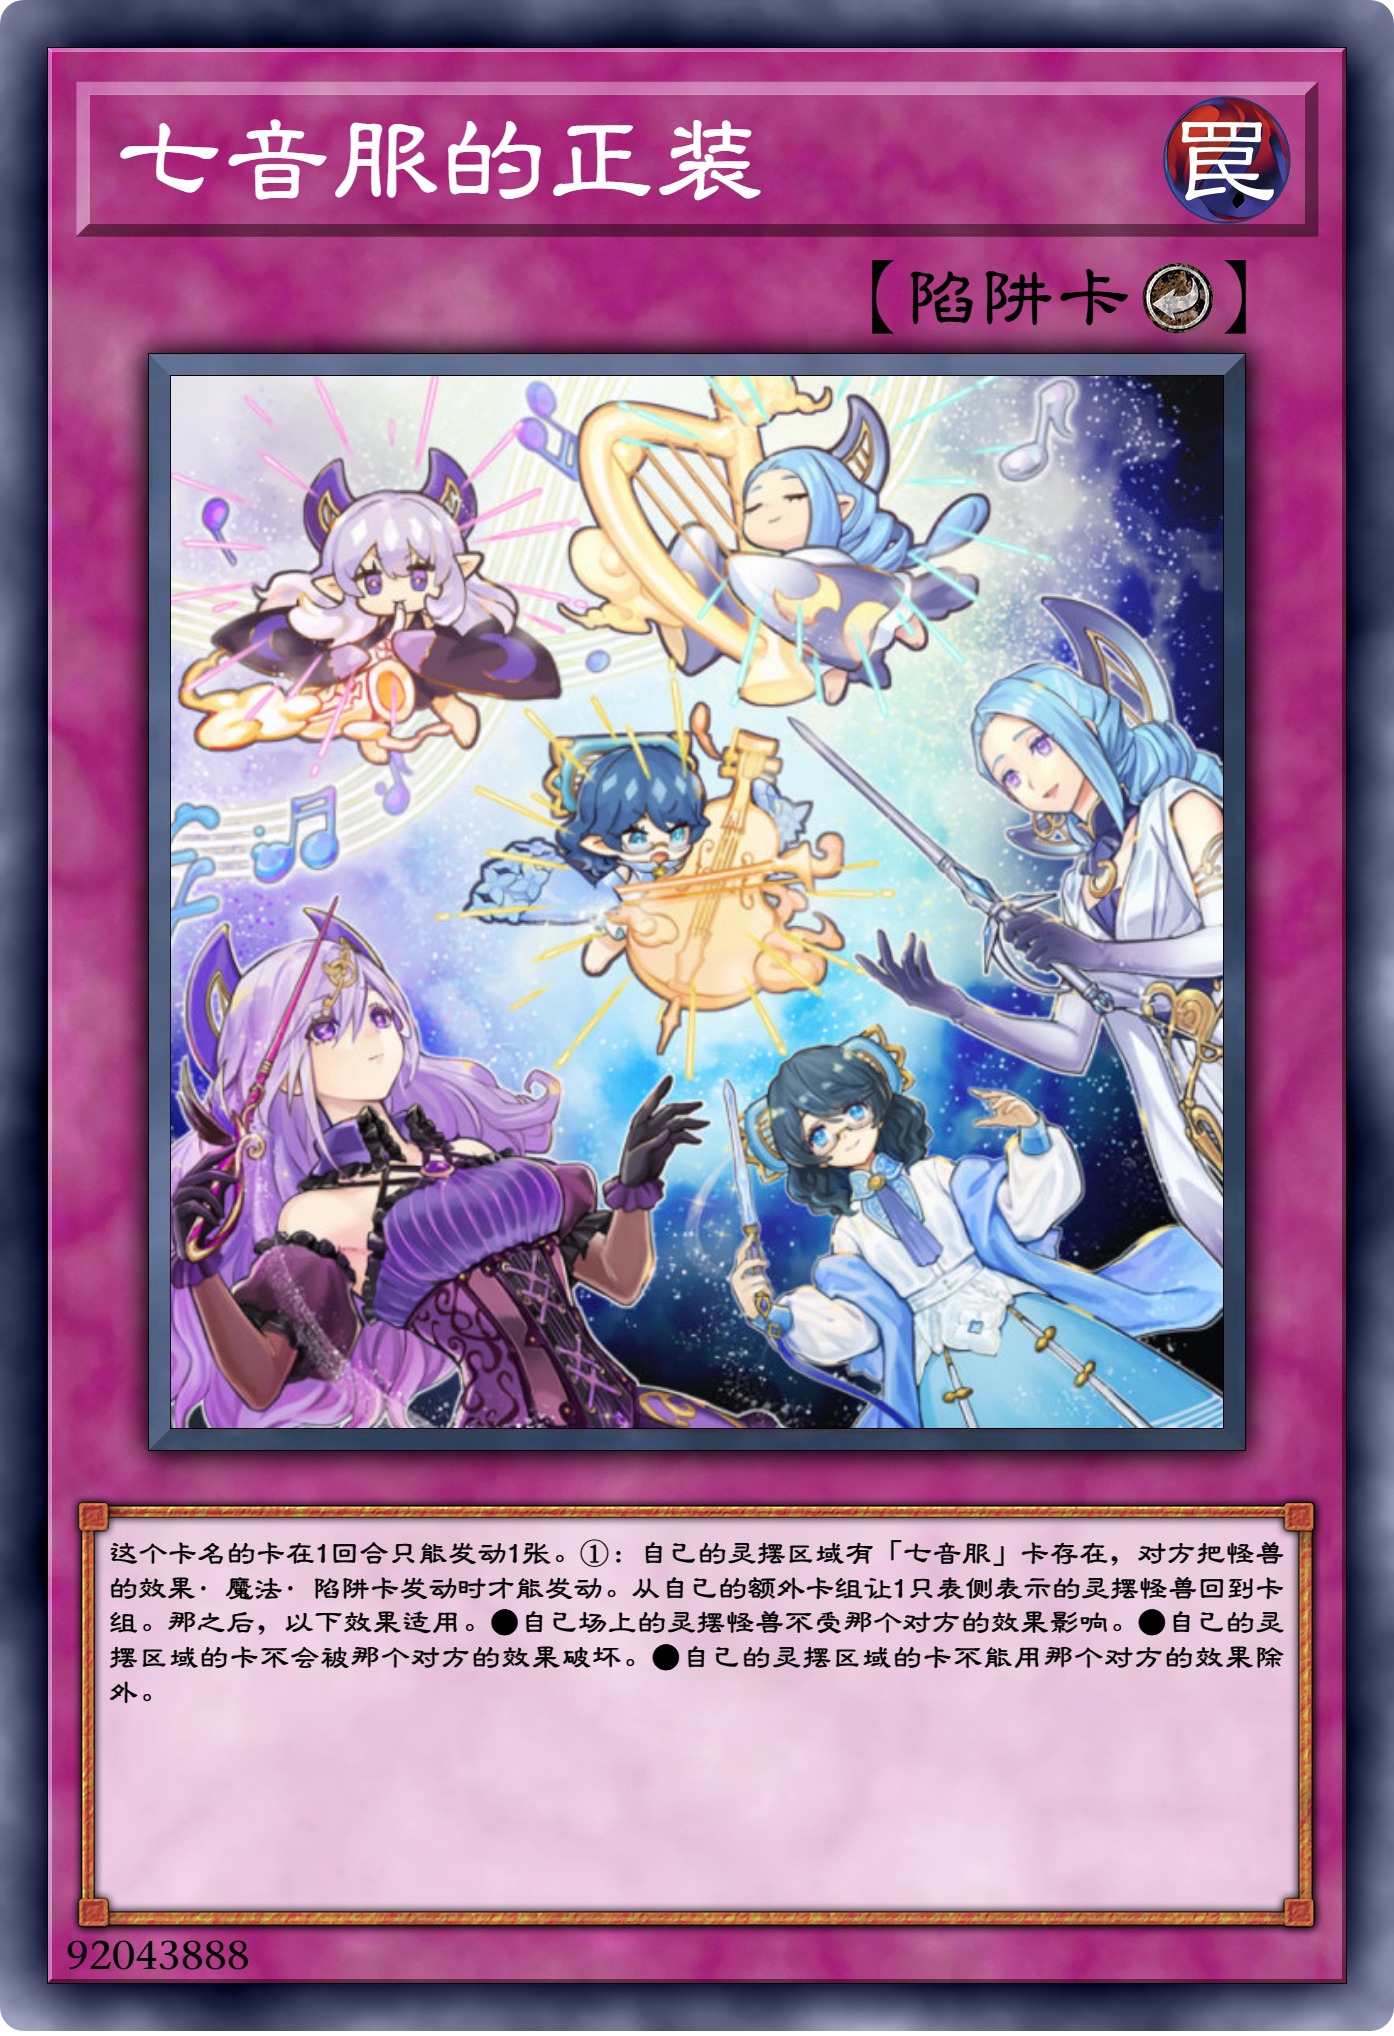 七音服的正装
罠
【陷阱卡】
这个卡名的卡在1回合只能发动1张。①：自己的灵摆区域有「七音服」卡存在，对方把怪兽
的效果·魔法·陷阱卡发动时才能发动。从自己的额外卡组让1只表侧表示的灵摆怪兽回到卡
组。那之后，以下效果适用。●自己场上的灵摆怪兽不受那个对方的效果影响。●自己的灵
摆区域的卡不会被那个对方的效果破坏。●自己的灵摆区域的卡不能用那个对方的效果除
外。
92043888